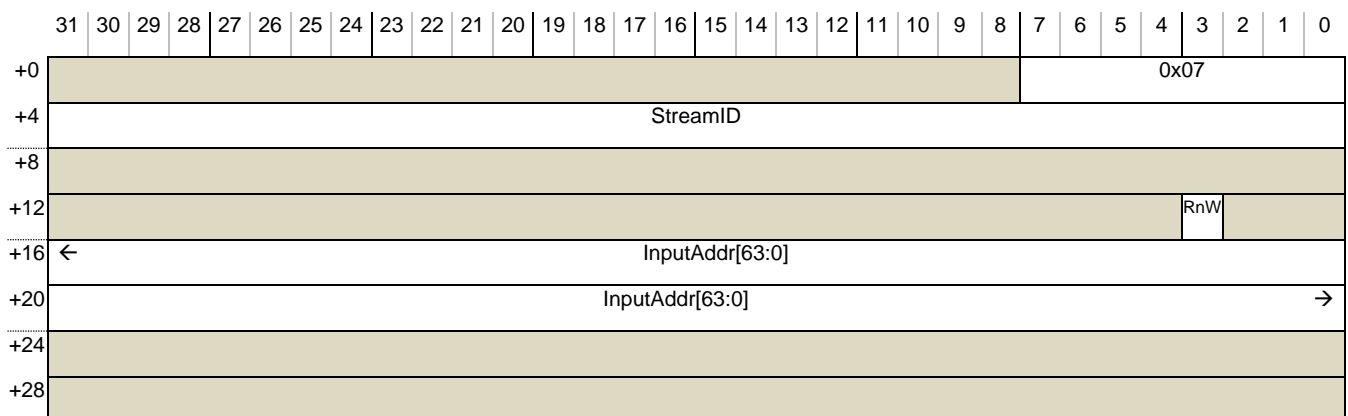 31 30 29 28 27 26 25 24 23 22 21 20 19 18 17 16 15 14 13 12 11 10 9 8 7 6 5 4 3 2 1 0
+0 0x07
+4 StreamID
+8
+12 RnW
+16 ← InputAddr[63:0]
+20 InputAddr[63:0] →
+24
+28